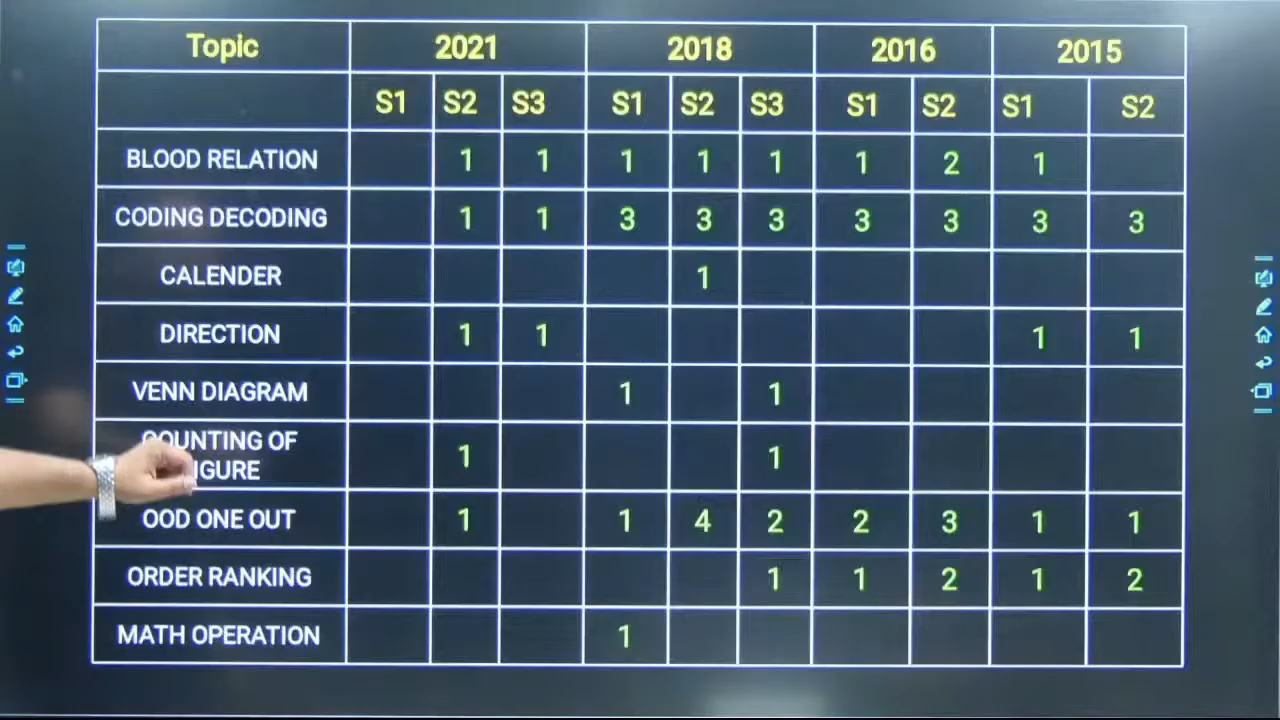 Topic 2021 2018 2016 2015
S1 S2 S3 S1 S2 S3 S1 S2 S1 S2
BLOOD RELATION 1 1 1 1 1 1 2 1
CODING DECODING 1 1 3 3 3 3 3 3 3
CALENDER 1
DIRECTION 1 1 1 1
VENN DIAGRAM 1 1
COUNTING OF
IGURE 1 1
OOD ONE OUT 1 1 4 2 2 3 1 1
ORDER RANKING 1 1 2 1 2
MATH OPERATION 1